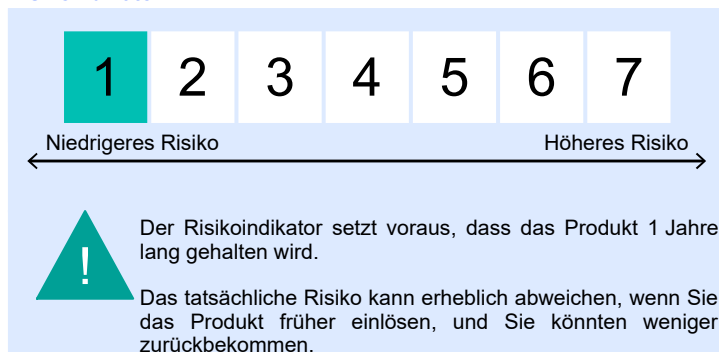 1 2 3 4 5 6 7
Niedrigeres Risiko Höheres Risiko
!
Der Risikoindikator setzt voraus, dass das Produkt 1 Jahre
lang gehalten wird.
Das tatsächliche Risiko kann erheblich abweichen, wenn Sie
das Produkt früher einlösen, und Sie könnten weniger
zurückbekommen.